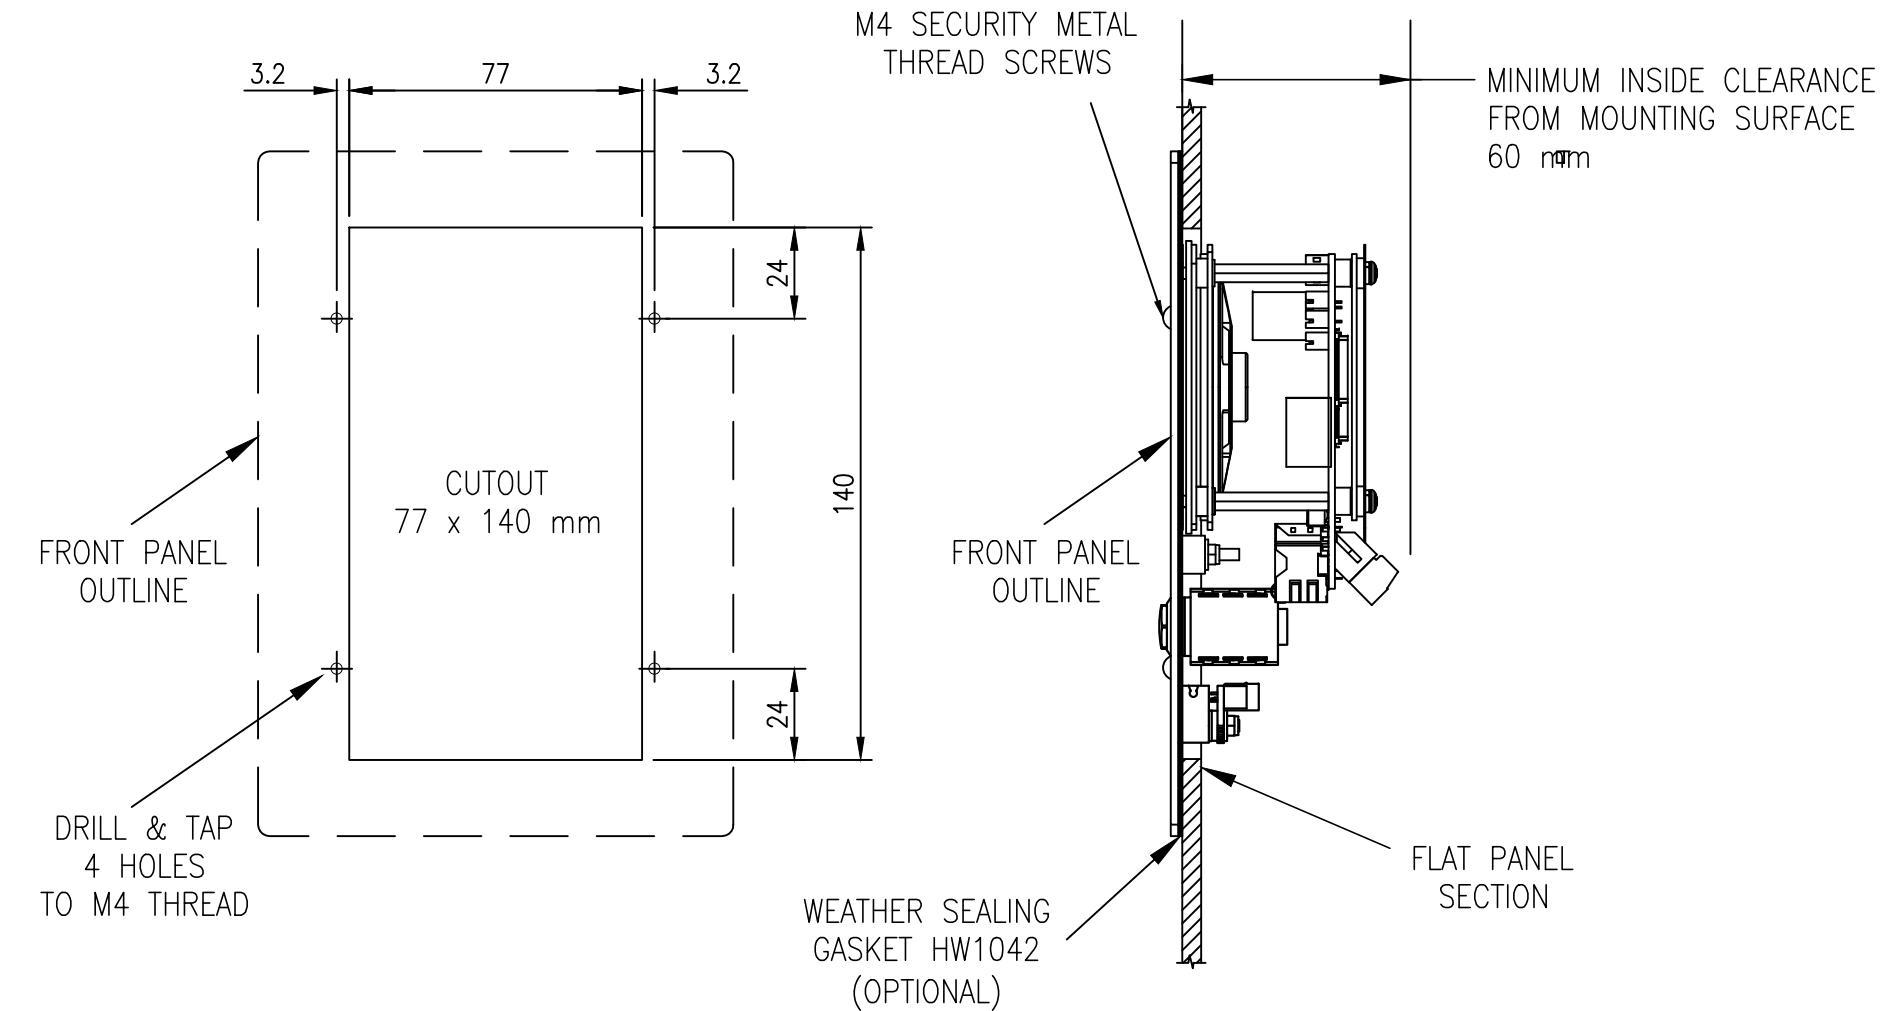 M4 SECURITY METAL
THREAD SCREWS
3.2
77
3.2
MINIMUM INSIDE CLEARANCE
FROM MOUNTING SURFACE
60 mm
24
CUTOUT
77 x 140 mm
140
FRONT PANEL
OUTLINE
FRONT PANEL
OUTLINE
24
DRILL & TAP
4 HOLES
TO M4 THREAD
FLAT PANEL
SECTION
WEATHER SEALING
GASKET HW1042
(OPTIONAL)